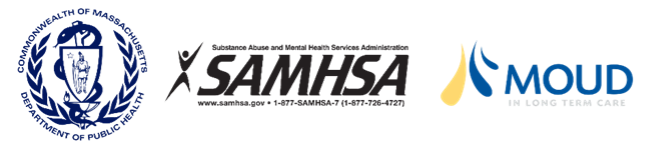 COMMONWEALTH OF MASSACHUSETTS
DEPARTMENT OF PUBLIC HEALTH
Substance Abuse and Mental Health Services Administration
SAMHSA
www.samhsa.gov • 1-877-SAMHSA-7 (1-877-726-4727)
MOUD
IN LONG TERM CARE